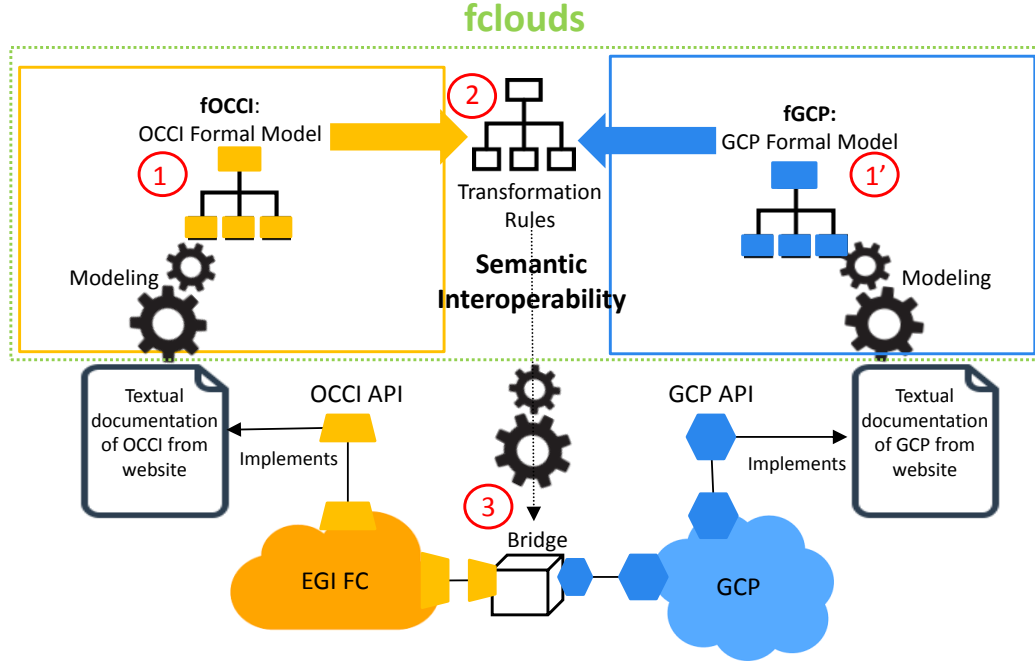 fclouds
fOCCI:
OCCI Formal Model
1
2
Transformation
Rules
fGCP:
GCP Formal Model
1’
Modeling
Semantic
Interoperability
Modeling
Textual
documentation
of OCCI from
website
OCCI API
Implements
GCP API
Implements
Textual
documentation
of GCP from
website
3
Bridge
EGI FC
GCP